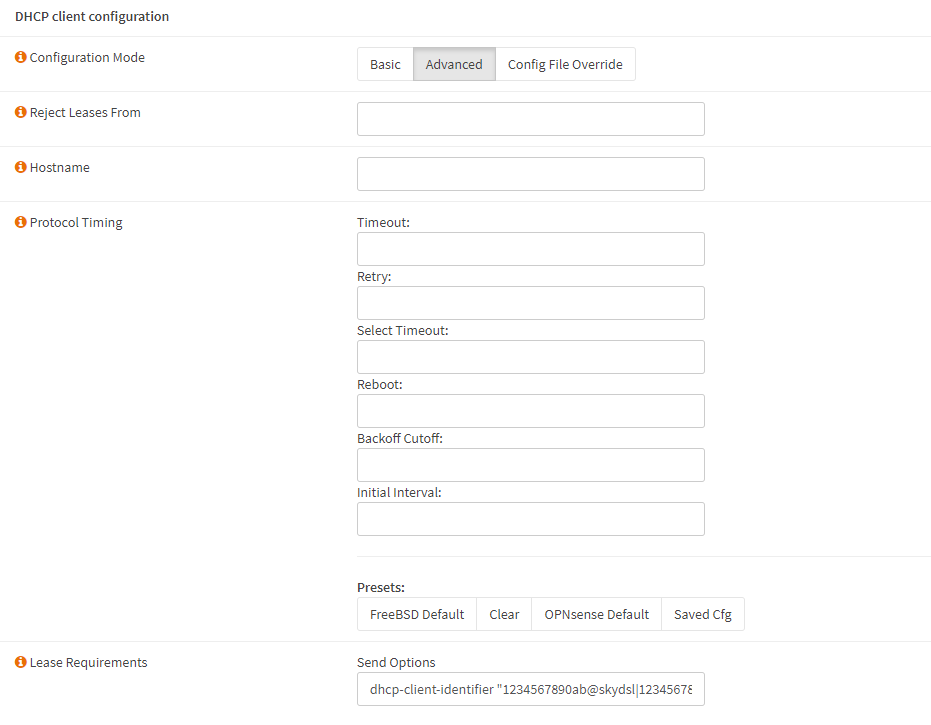 DHCP client configuration
Configuration Mode
Basic Advanced Config File Override
Reject Leases From
Hostname
Protocol Timing
Timeout:
Retry:
Select Timeout:
Reboot:
Backoff Cutoff:
Initial Interval:
Presets:
FreeBSD Default Clear OPNsense Default Saved Cfg
Lease Requirements
Send Options
dhcp-client-identifier "1234567890ab@skydsl|12345678